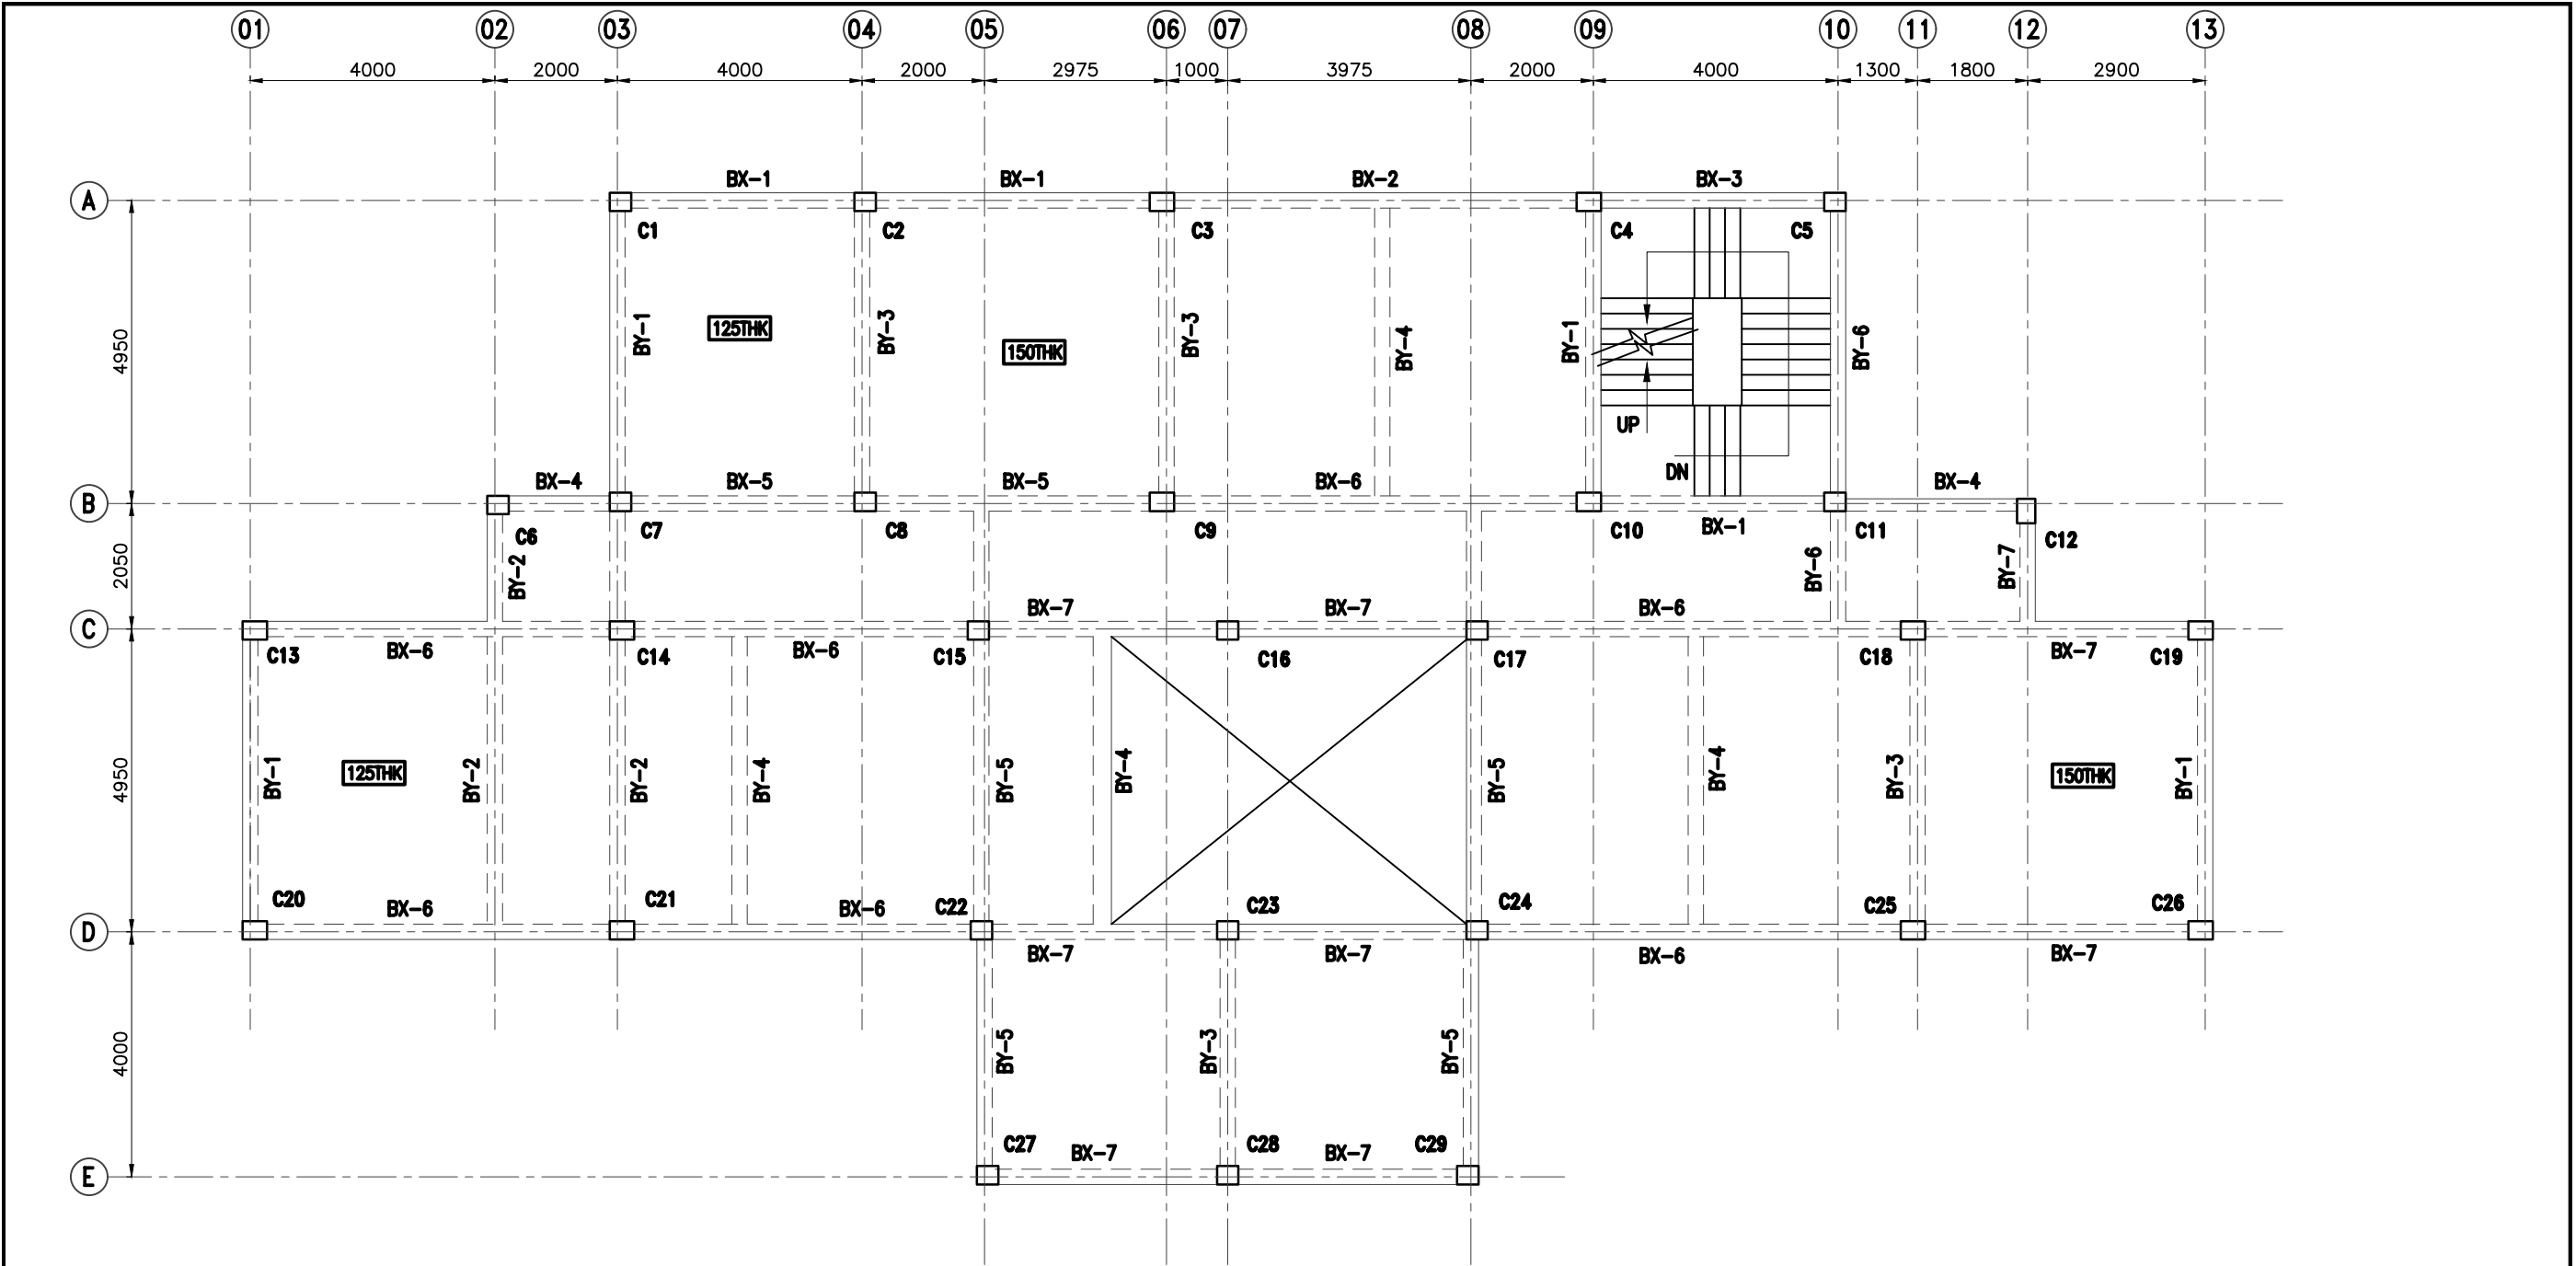 01 02 03 04 05 06 07 08 09 10 11 12 13
4000 2000 4000 2000 2975 1000 3975 2000 4000 1300 1800 2900
BX-1 BX-1 BX-2 BX-3
A
C1 C2 C3 C4 C5
4950 BY-1 125THK BY-3 150THK BY-3 BY-4 BY-1 BY-6
UP
DN
BX-4 BX-5 BX-5 BX-6 BX-4
B
C6 C7 C8 C9 C10 BX-1 C11 C12
2050 BY-2 BY-6 BY-7
BX-7 BX-7 BX-6
C
C13 BX-6 C14 BX-6 C15 C16 C17 C18 BX-7 C19
4950 BY-1 125THK BY-2 BY-2 BY-4 BY-5 BY-4 BY-5 BY-4 BY-3 150THK BY-1
C20 BX-6 C21 BX-6 C22 C23 C24 C25 C26
D
BX-7 BX-7 BX-6 BX-7
4000 BY-5 BY-3 BY-5
C27 BX-7 C28 BX-7 C29
E